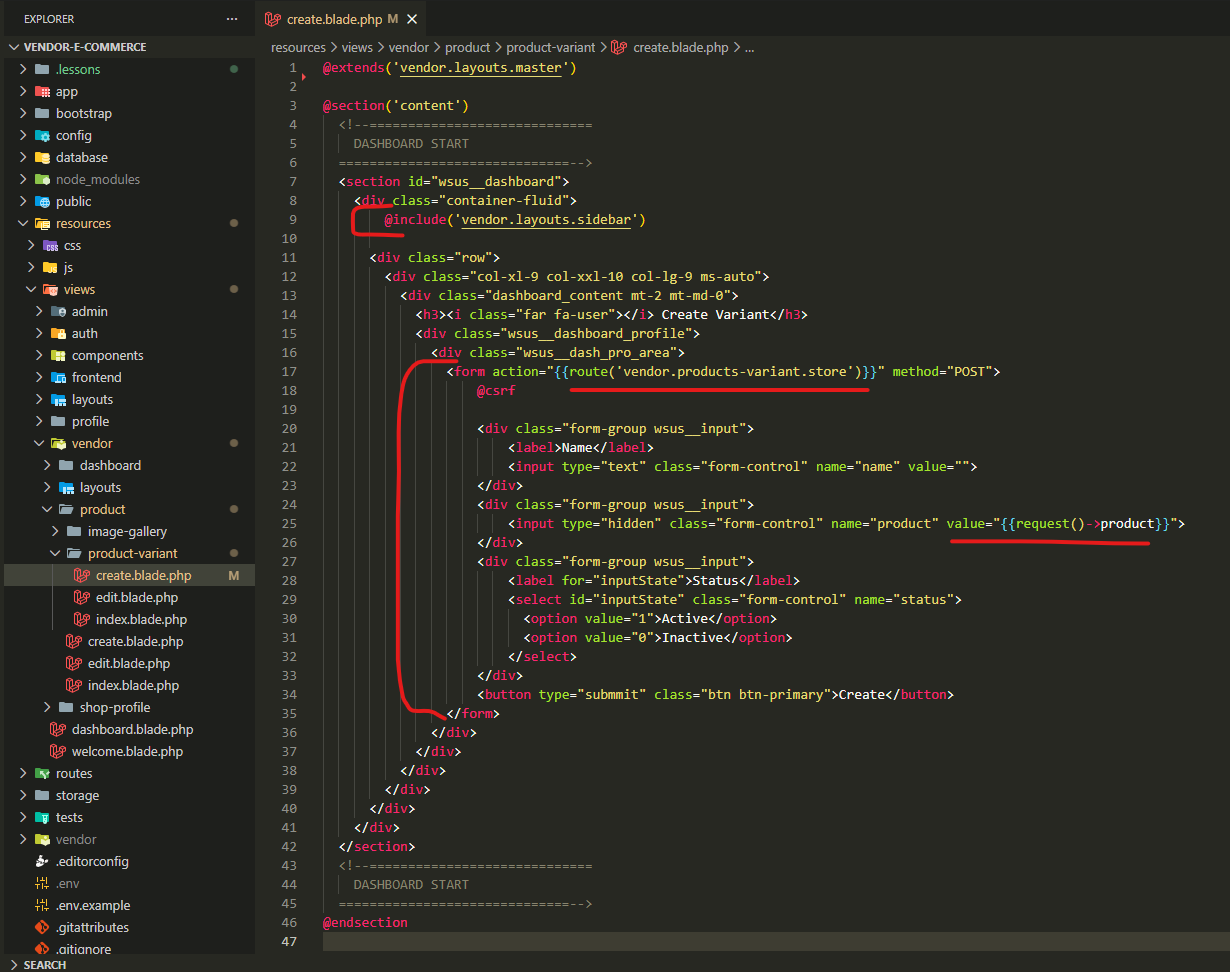 EXPLORER
VENDOR-E-COMMERCE
.lessons
app
bootstrap
config
database
node_modules
public
resources
css
js
views
admin
auth
components
frontend
layouts
profile
vendor
dashboard
layouts
product
image-gallery
product-variant
create.blade.php M
edit.blade.php
index.blade.php
create.blade.php
edit.blade.php
index.blade.php
shop-profile
dashboard.blade.php
welcome.blade.php
routes
storage
tests
vendor
.editorconfig
.env
.env.example
.gitattributes
.gitignore
SEARCH
create.blade.php M
resources > views > vendor > product > product-variant > create.blade.php > ...
1 @extends('vendor.layouts.master')
2
3 @section('content')
4 <!--=============================
5 DASHBOARD START
6 ==============================-->
7 <section id="wsus__dashboard">
8 <div class="container-fluid">
9 @include('vendor.layouts.sidebar')
10
11 <div class="row">
12 <div class="col-xl-9 col-xxl-10 col-lg-9 ms-auto">
13 <div class="dashboard_content mt-2 mt-md-0">
14 <h3><i class="far fa-user"></i> Create Variant</h3>
15 <div class="wsus__dashboard_profile">
16 <div class="wsus__dash_pro_area">
17 <form action="{{route('vendor.products-variant.store')}}" method="POST">
18 @csrf
19
20 <div class="form-group wsus__input">
21 <label>Name</label>
22 <input type="text" class="form-control" name="name" value="">
23 </div>
24 <div class="form-group wsus__input">
25 <input type="hidden" class="form-control" name="product" value="{{request()->product}}">
26 </div>
27 <div class="form-group wsus__input">
28 <label for="inputState">Status</label>
29 <select id="inputState" class="form-control" name="status">
30 <option value="1">Active</option>
31 <option value="0">Inactive</option>
32 </select>
33 </div>
34 <button type="submmit" class="btn btn-primary">Create</button>
35 </form>
36 </div>
37 </div>
38 </div>
39 </div>
40 </div>
41 </div>
42 </section>
43 <!--=============================
44 DASHBOARD START
45 ==============================-->
46 @endsection
47